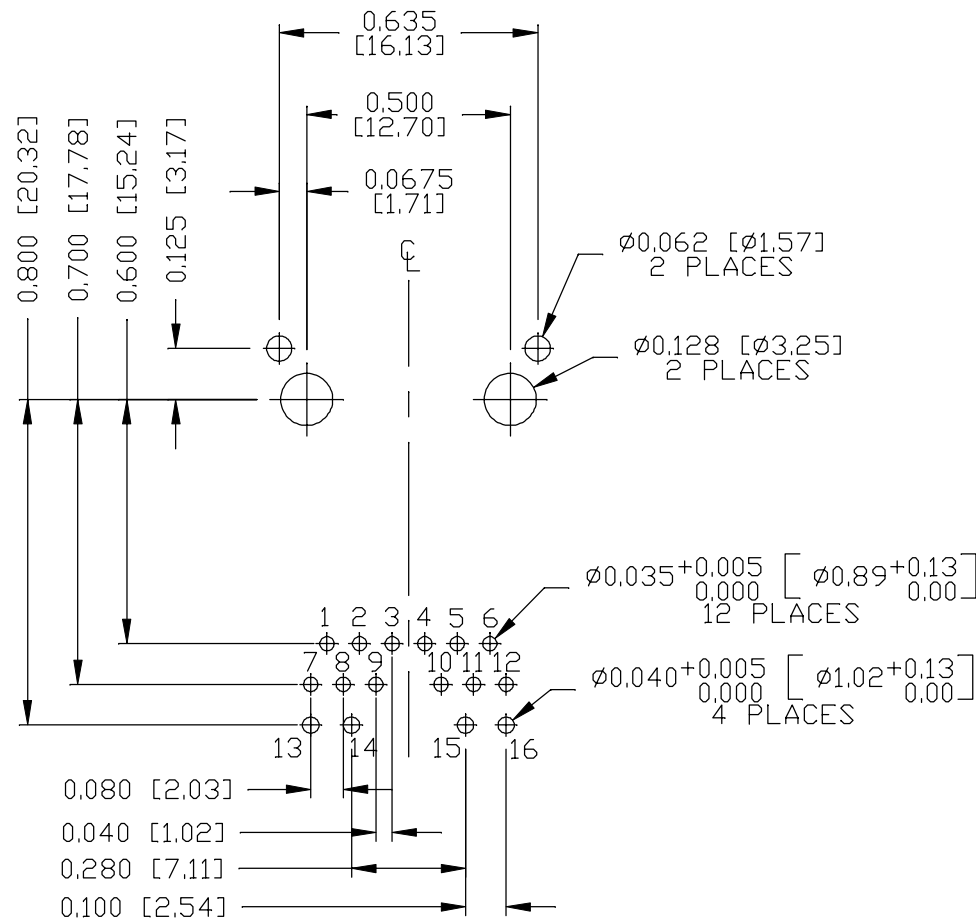 0.635
[16.13]
0.500
[12.70]
0.0675
[1.71]
0.800 [20.32]
0.700 [17.78]
0.600 [15.24]
0.125 [3.17]
℄
Ø0.062 [Ø1.57]
2 PLACES
Ø0.128 [Ø3.25]
2 PLACES
Ø0.035 +0.005 0.000 [Ø0.89 +0.13 0.00]
12 PLACES
1 2 3 4 5 6
7 8 9 10 11 12
Ø0.040 +0.005 0.000 [Ø1.02 +0.13 0.00]
4 PLACES
13 14 15 16
0.080 [2.03]
0.040 [1.02]
0.280 [7.11]
0.100 [2.54]